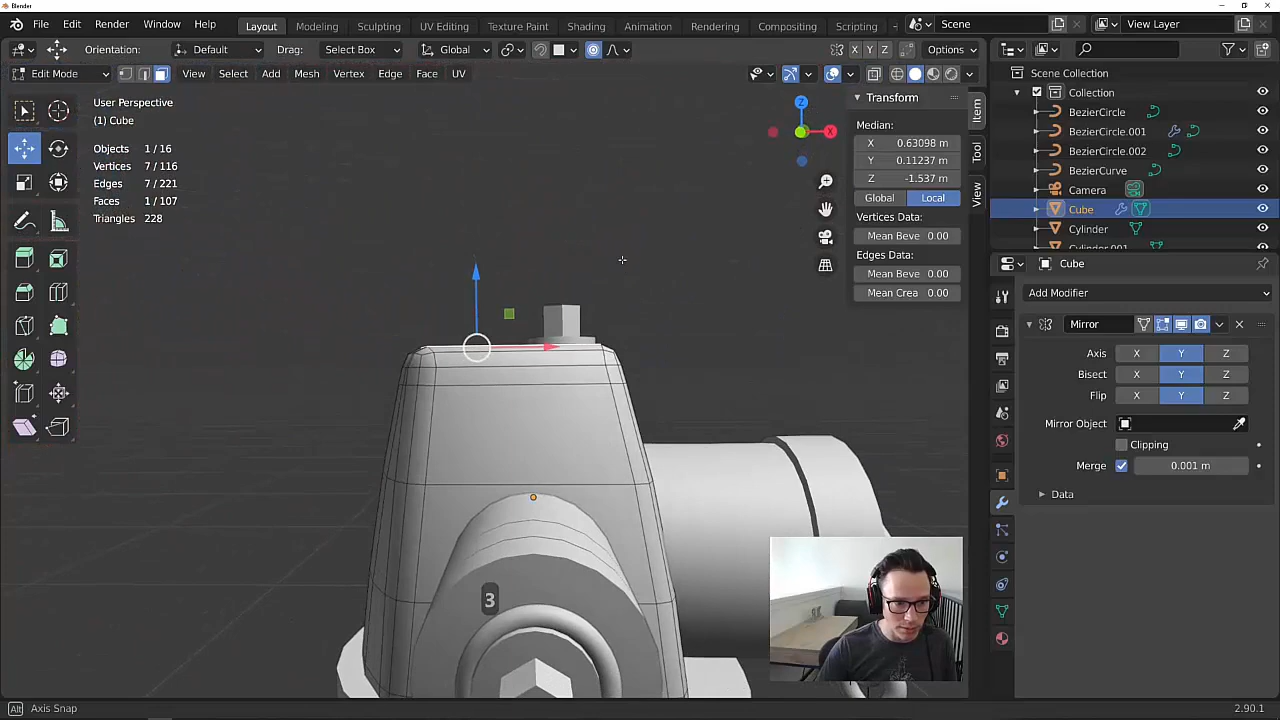 Blender
File Edit Render Window Help Layout Modeling Sculpting UV Editing Texture Paint Shading Animation Rendering Compositing Scripting Scene View Layer
Orientation: Default Drag: Select Box Global X Y Z Options
Edit Mode View Select Add Mesh Vertex Edge Face UV
User Perspective
(1) Cube
Objects 1 / 16
Vertices 7 / 116
Edges 7 / 221
Faces 1 / 107
Triangles 228
Z
X
3
Transform
Median:
X 0.63098 m
Y 0.11237 m
Z -1.537 m
Global Local
Vertices Data:
Mean Beve 0.00
Edges Data:
Mean Beve 0.00
Mean Crea 0.00
Item
Tool
View
Scene Collection
Collection
BezierCircle
BezierCircle.001
BezierCircle.002
BezierCurve
Camera
Cube
Cylinder
Cylinder.001
Cube
Add Modifier
Mirror
Axis X Y Z
Bisect X Y Z
Flip X Y Z
Mirror Object
Clipping
Merge 0.001 m
Data
Alt Axis Snap
2.90.1